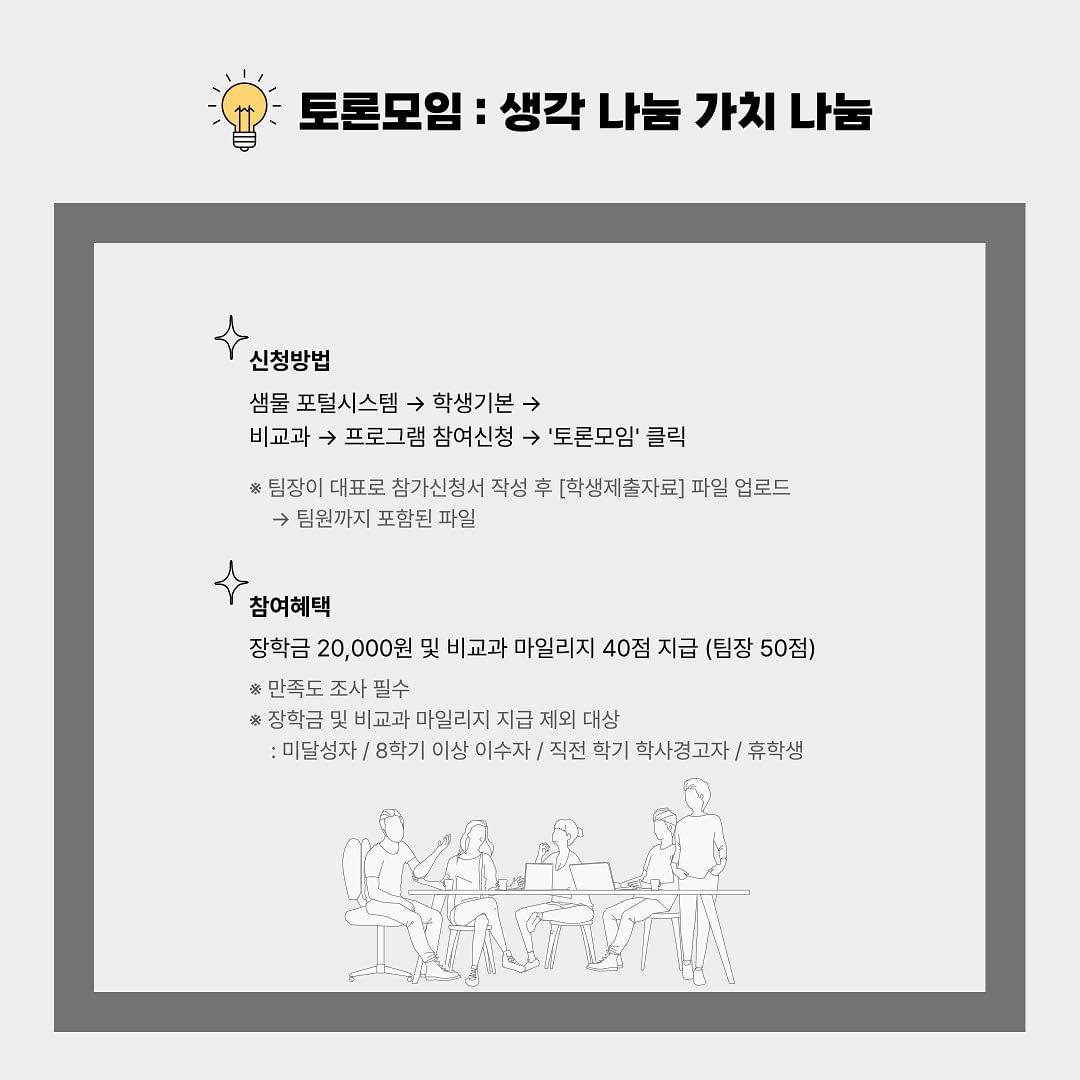 토론모임 : 생각 나눔 가치 나눔
신청방법
샘물 포털시스템 → 학생기본 →
비교과 → 프로그램 참여신청 → '토론모임' 클릭
※ 팀장이 대표로 참가신청서 작성 후 [학생제출자료] 파일 업로드
→ 팀원까지 포함된 파일
참여혜택
장학금 20,000원 및 비교과 마일리지 40점 지급 (팀장 50점)
※ 만족도 조사 필수
※ 장학금 및 비교과 마일리지 지급 제외 대상
: 미달성자 / 8학기 이상 이수자 / 직전 학기 학사경고자 / 휴학생